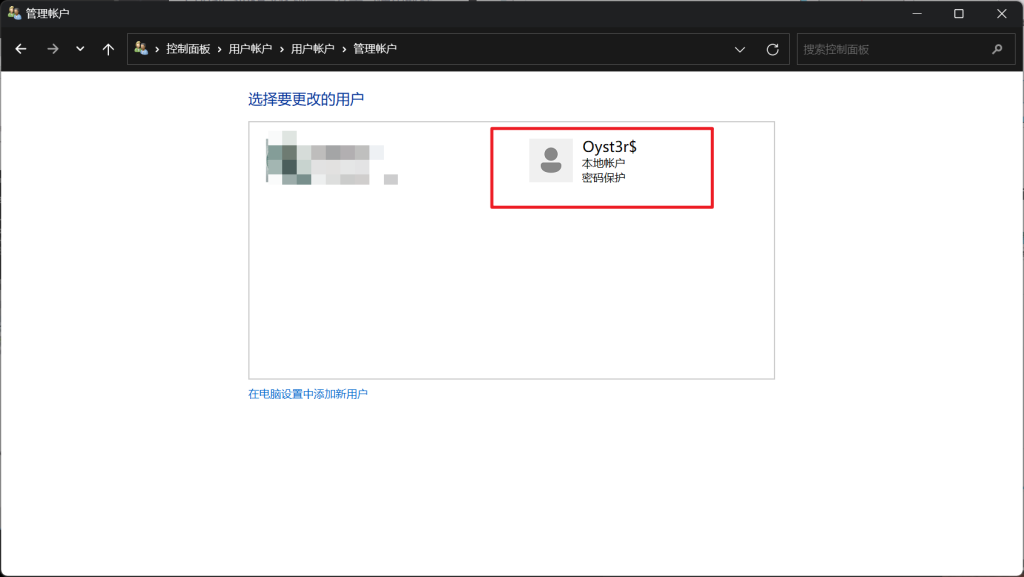 管理帐户
控制面板 › 用户帐户 › 用户帐户 › 管理帐户
搜索控制面板
选择要更改的用户
Oyst3r$
本地帐户
密码保护
在电脑设置中添加新用户